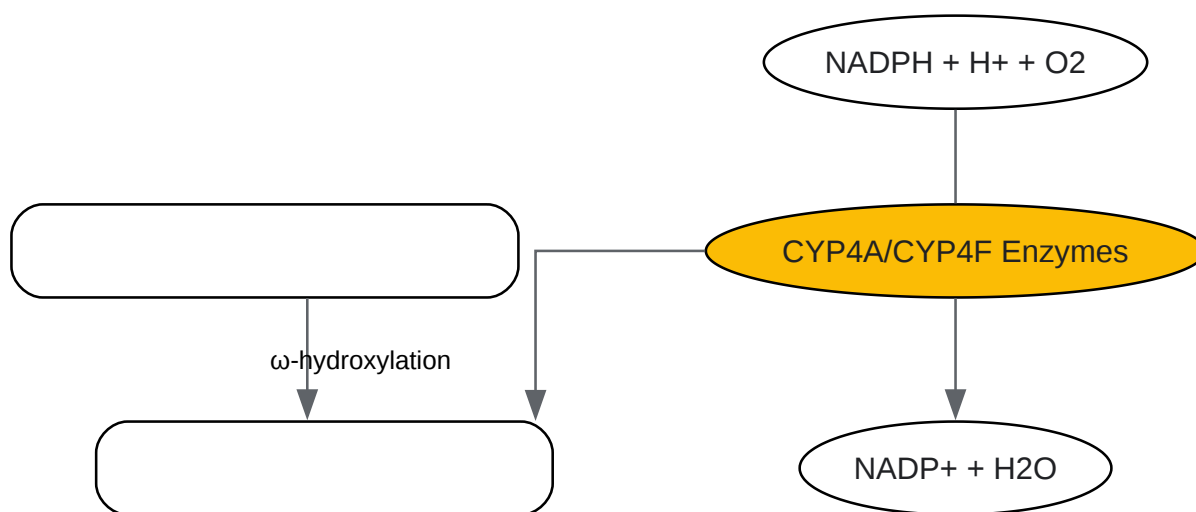 NADPH + H+ + O2
CYP4A/CYP4F Enzymes
ω-hydroxylation
NADP+ + H2O